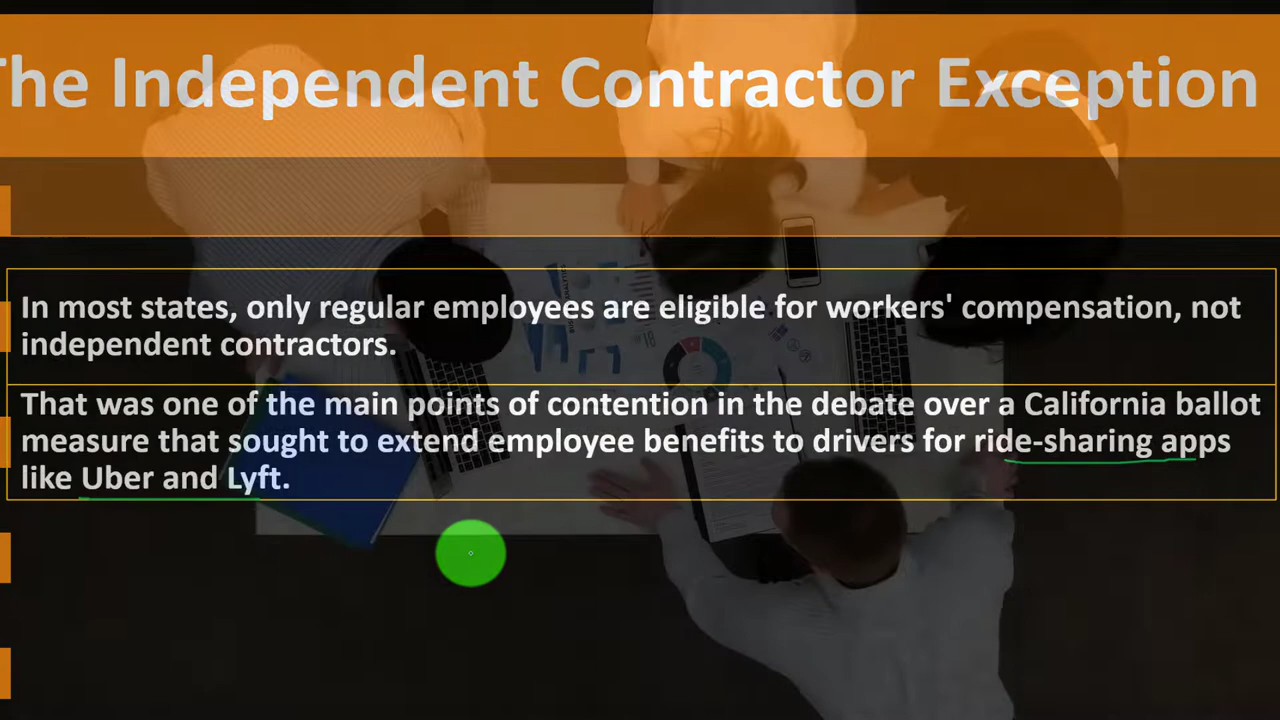 The Independent Contractor Exception
In most states, only regular employees are eligible for workers' compensation, not
independent contractors.
That was one of the main points of contention in the debate over a California ballot
measure that sought to extend employee benefits to drivers for ride-sharing apps
like Uber and Lyft.